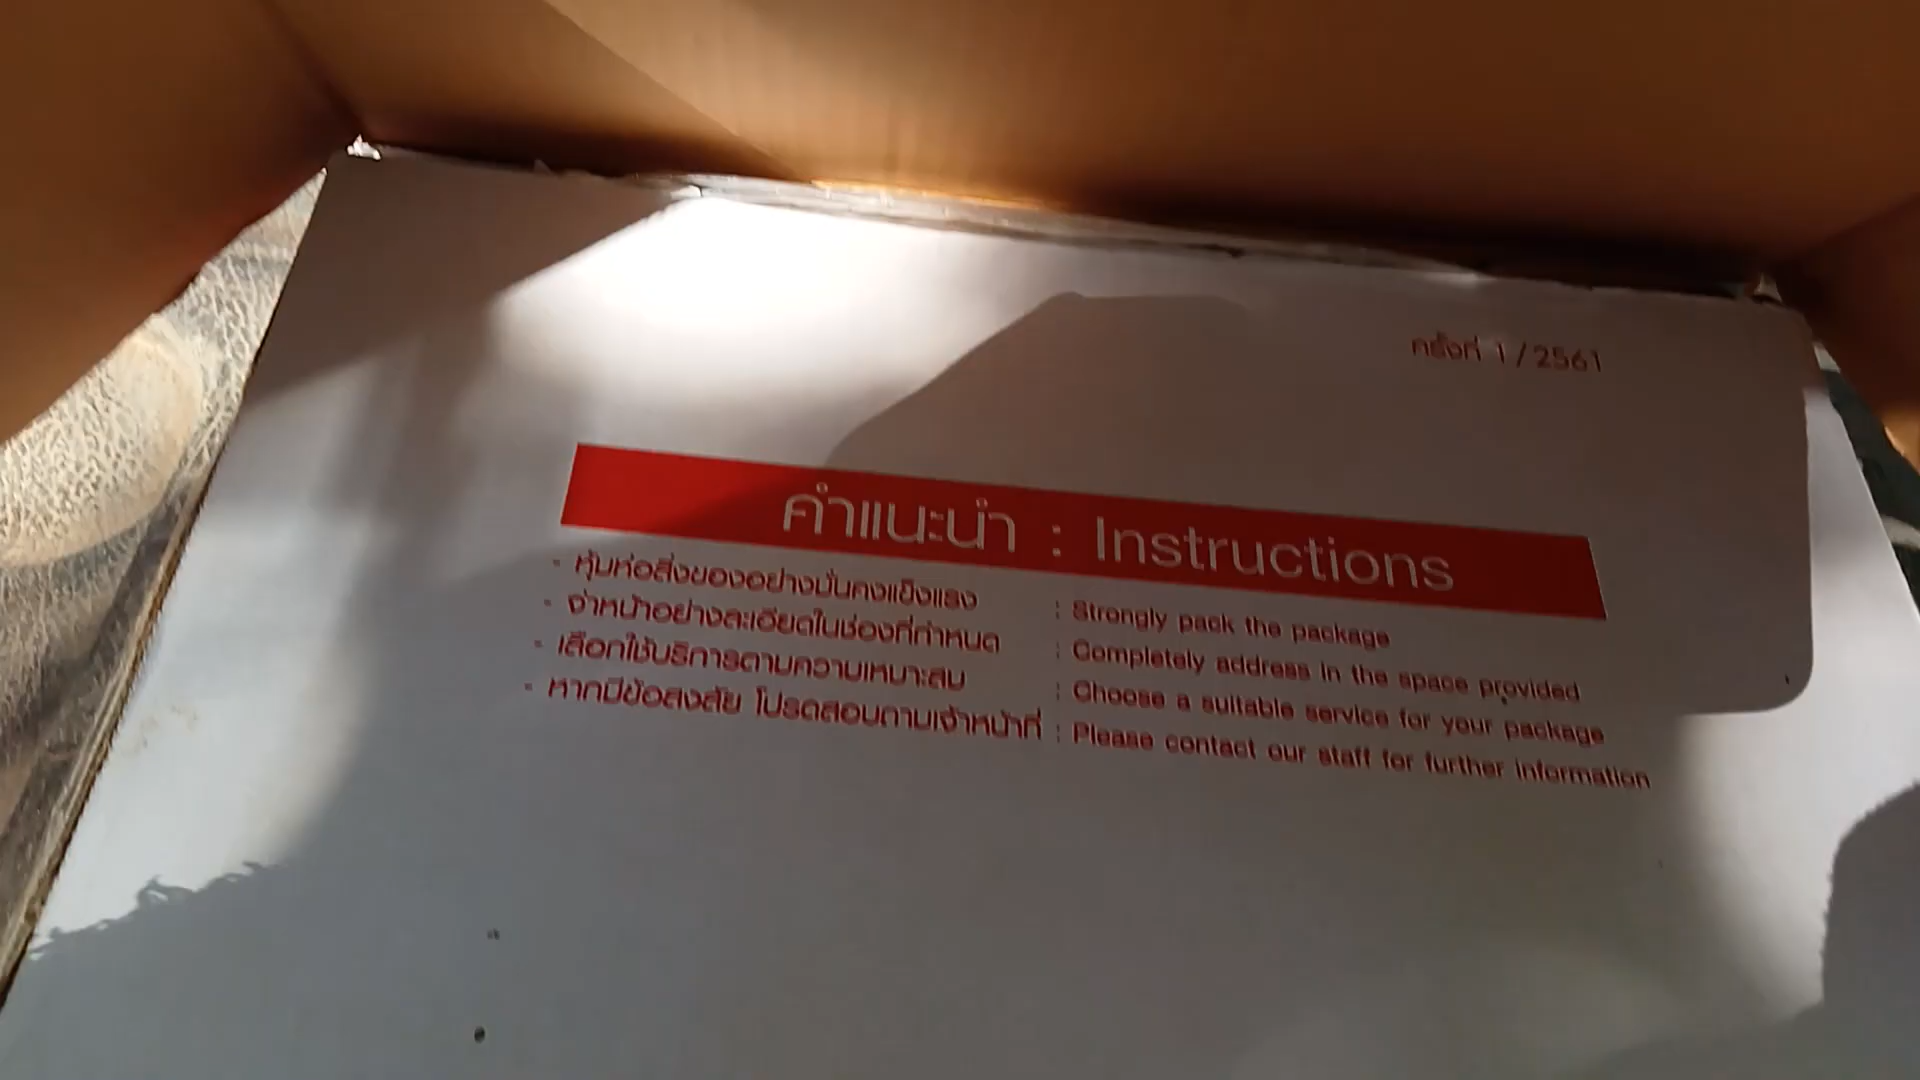 ครั้งที่ 1 / 2561
คำแนะนำ : Instructions
- หุ้มห่อสิ่งของอย่างมั่นคงแข็งแรง : Strongly pack the package
- จ่าหน้าอย่างละเอียดในช่องที่กำหนด : Completely address in the space provided
- เลือกใช้บริการตามความเหมาะสม : Choose a suitable service for your package
- หากมีข้อสงสัย โปรดสอบถามเจ้าหน้าที่ : Please contact our staff for further information